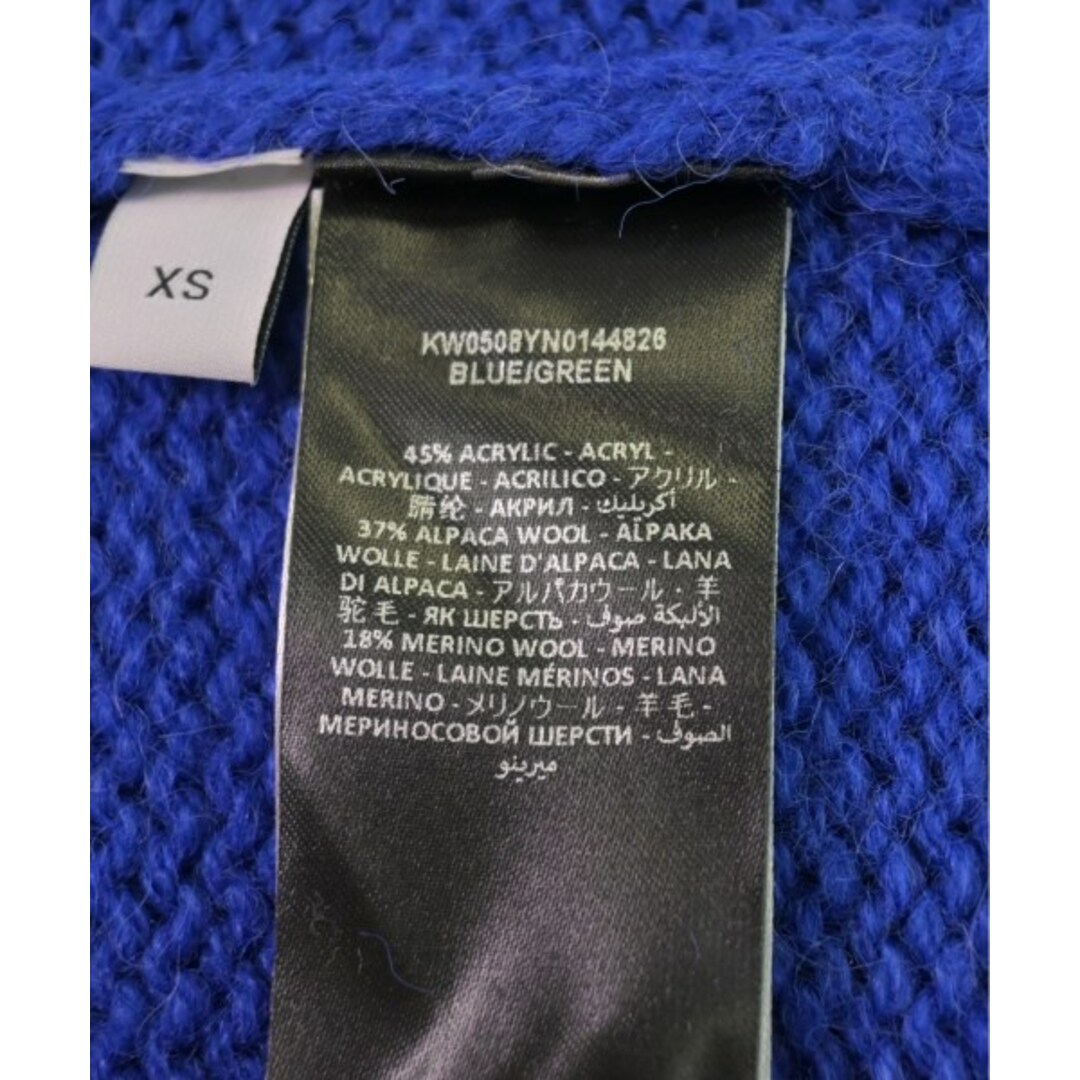 XS
KW0508YN0144826
BLUE/GREEN
45% ACRYLIC - ACRYL -
ACRYLIQUE - ACRILICO - アクリル -
腈纶 - АКРИЛ - أكريليك
37% ALPACA WOOL - ALPAKA
WOLLE - LAINE D'ALPACA - LANA
DI ALPACA - アルパカウール - 羊
驼毛 - ЯК ШЕРСТЬ - الألبكة صوف
18% MERINO WOOL - MERINO
WOLLE - LAINE MÉRINOS - LANA
MERINO - メリノウール - 羊毛 -
МЕРИНОСОВОЙ ШЕРСТИ - الصوف
ميرينو